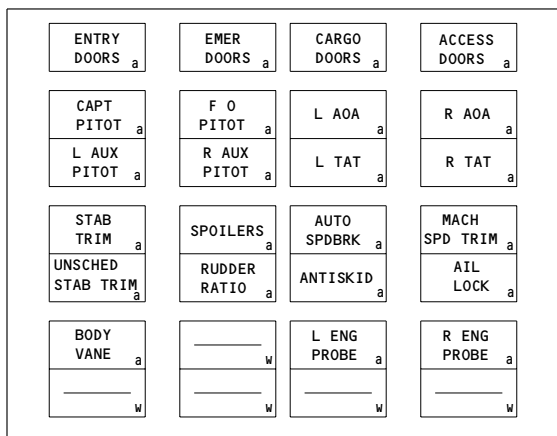 ENTRY DOORS a
EMER DOORS a
CARGO DOORS a
ACCESS DOORS a
CAPT PITOT a
F O PITOT a
L AOA a
R AOA a
L AUX PITOT a
R AUX PITOT a
L TAT a
R TAT a
STAB TRIM a
SPOILERS a
AUTO SPDBRK a
MACH SPD TRIM a
UNSCHED STAB TRIM a
RUDDER RATIO a
ANTISKID a
AIL LOCK a
BODY VANE a
W
L ENG PROBE a
R ENG PROBE a
W
W
W
W